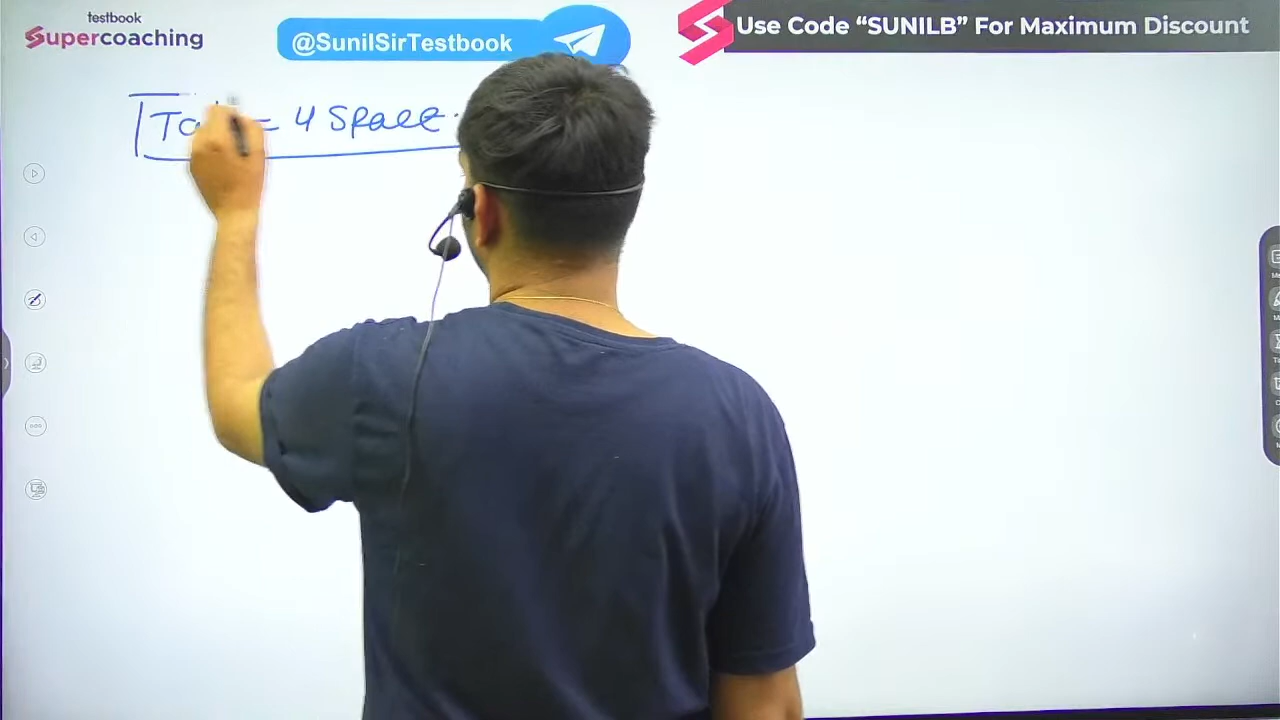 testbook
Supercoaching
@SunilSirTestbook
Use Code “SUNILB” For Maximum Discount
= 4 Space